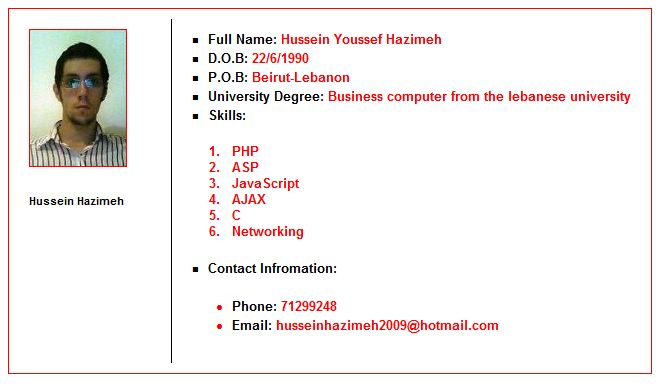 Hussein Hazimeh
Full Name: Hussein Youssef Hazimeh
D.O.B: 22/6/1990
P.O.B: Beirut-Lebanon
University Degree: Business computer from the lebanese university
Skills:
1. PHP
2. ASP
3. JavaScript
4. AJAX
5. C
6. Networking
Contact Infromation:
Phone: 71299248
Email: husseinhazimeh2009@hotmail.com